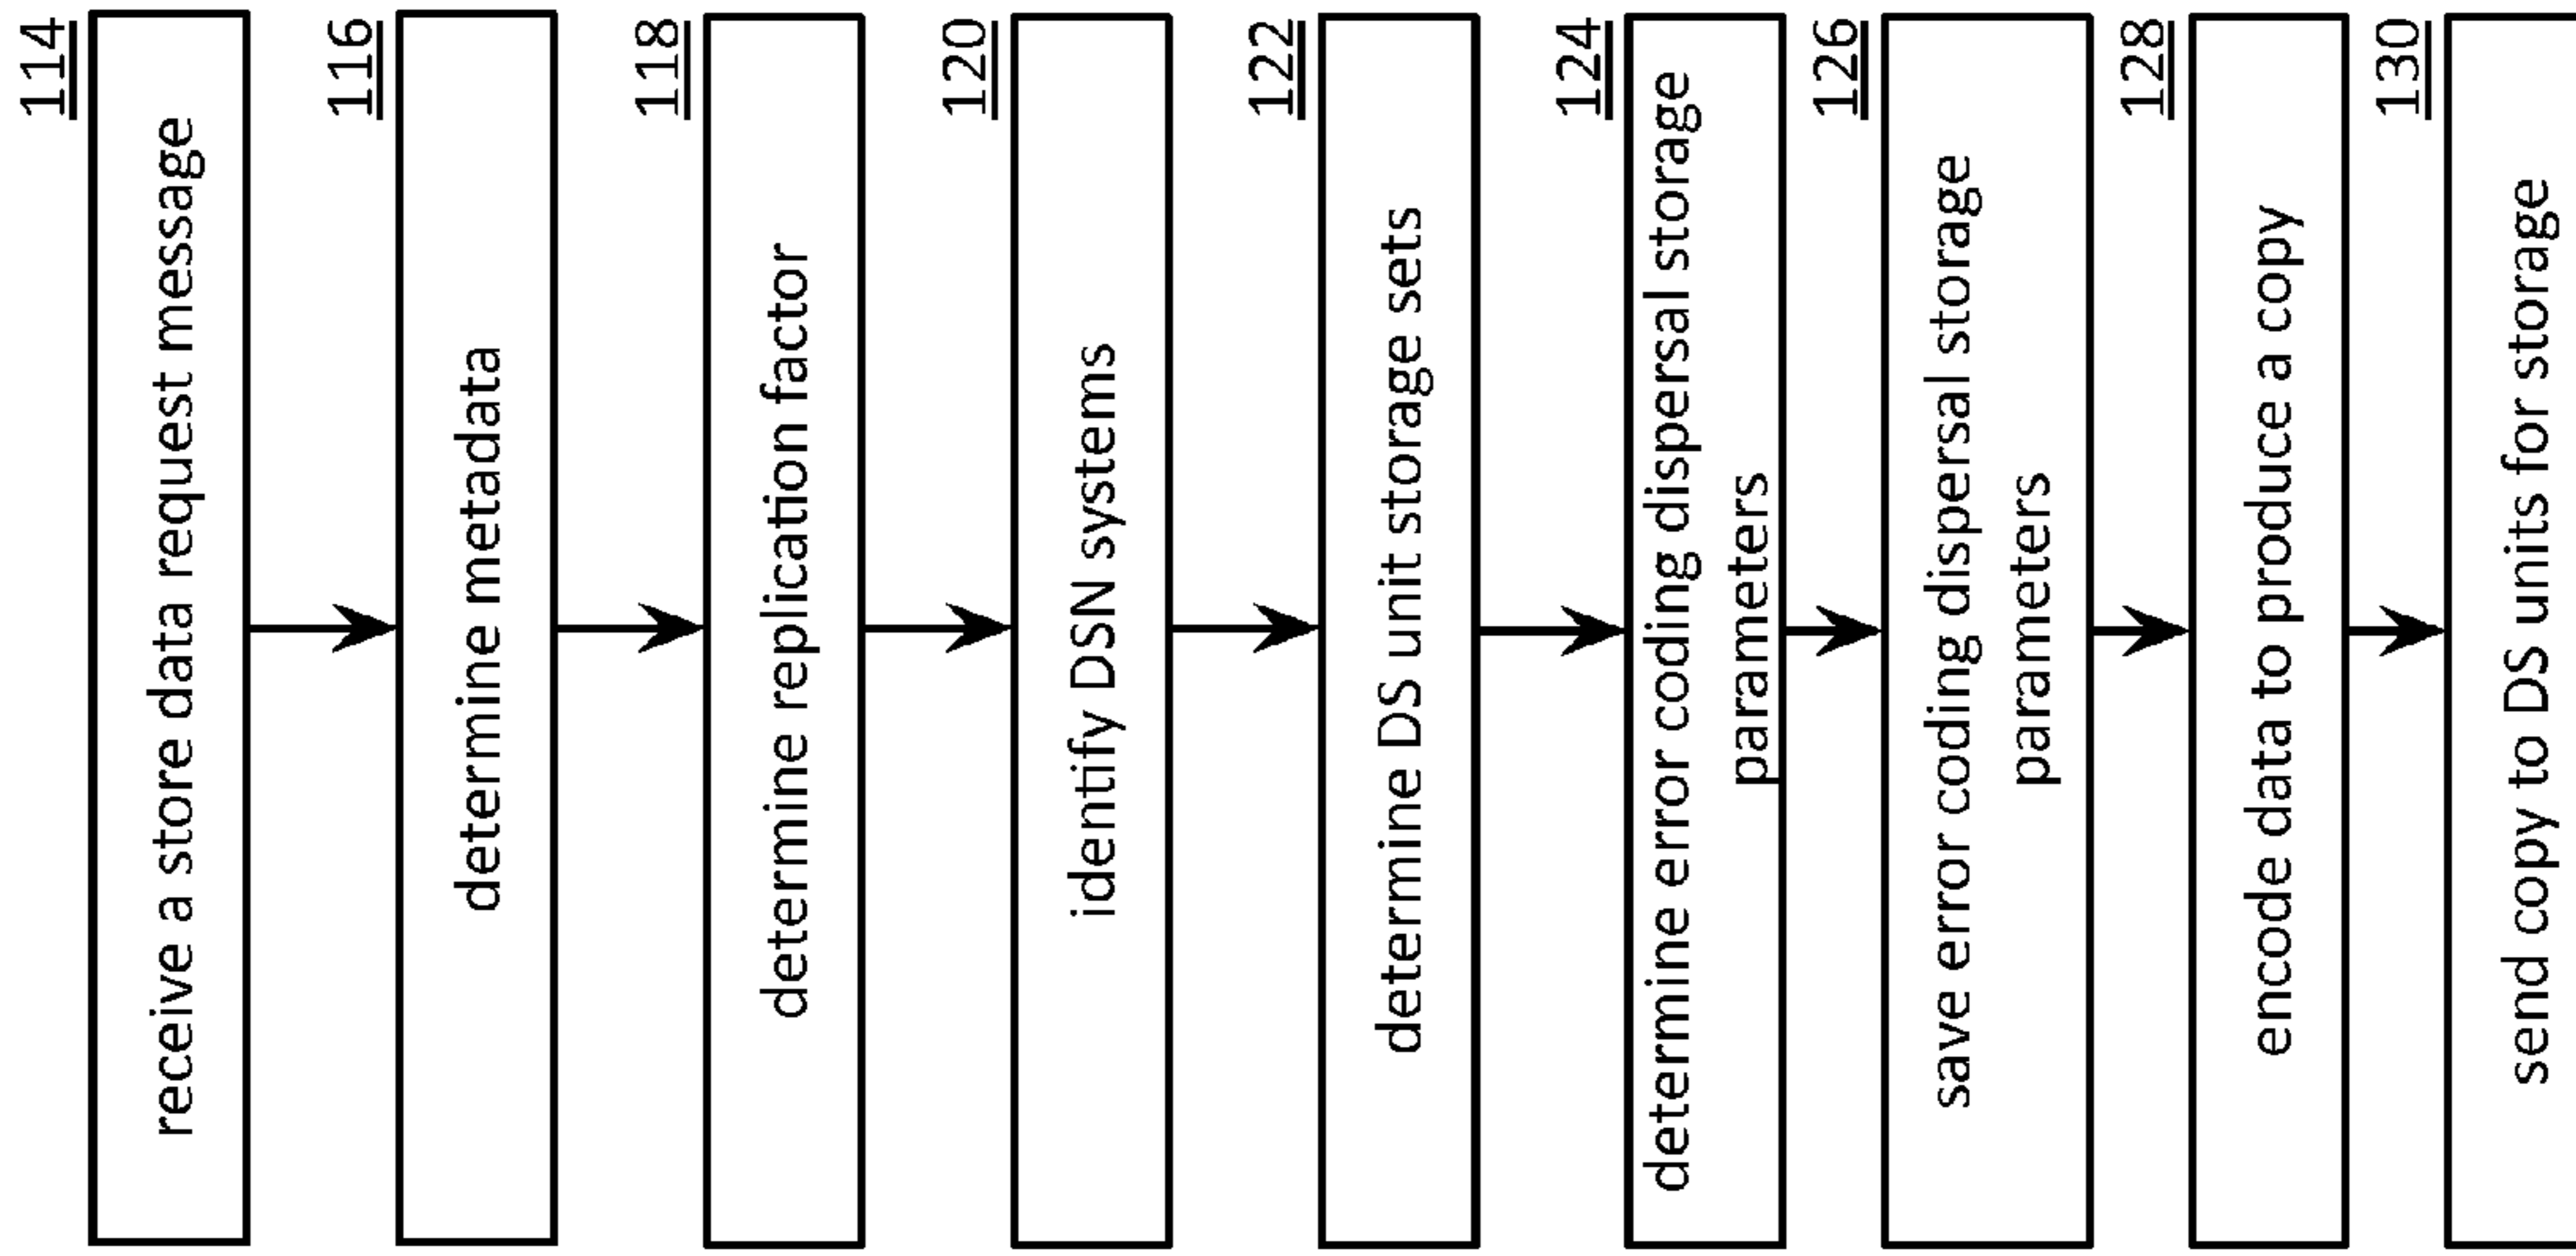 114
receive a store data request message
116
determine metadata
118
determine replication factor
120
identify DSN systems
122
determine DS unit storage sets
124
determine error coding dispersal storage
parameters
126
save error coding dispersal storage
parameters
128
encode data to produce a copy
130
send copy to DS units for storage